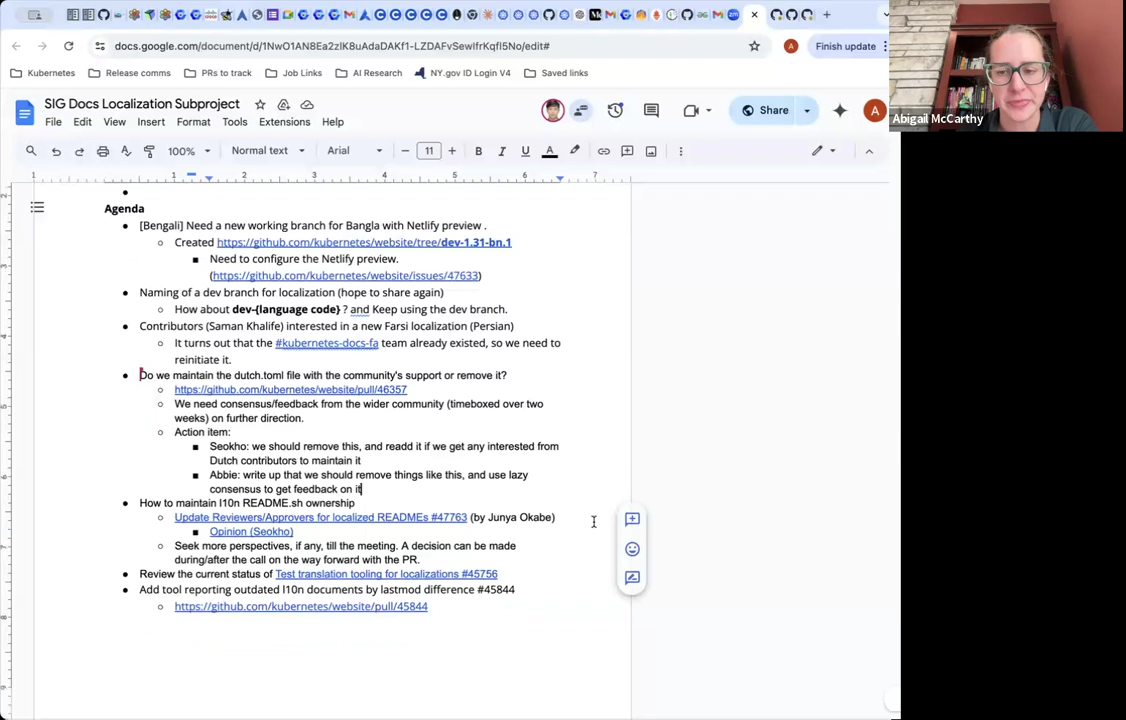 docs.google.com/document/d/1NwO1AN8Ea2zIK8uAdaDAKf1-LZDAFvSewIfrKqfI5No/edit#
Finish update
Kubernetes
Release comms
PRs to track
Job Links
AI Research
NY.gov ID Login V4
Saved links
SIG Docs Localization Subproject
File Edit View Insert Format Tools Extensions Help
Share
A
Abigail McCarthy
100% Normal text Arial 11 B I U A
1 1 2 3 4 5 6 7
Agenda
[Bengali] Need a new working branch for Bangla with Netlify preview .
Created https://github.com/kubernetes/website/tree/dev-1.31-bn.1
Need to configure the Netlify preview.
(https://github.com/kubernetes/website/issues/47633)
Naming of a dev branch for localization (hope to share again)
How about dev-{language code} ? and Keep using the dev branch.
Contributors (Saman Khalife) interested in a new Farsi localization (Persian)
It turns out that the #kubernetes-docs-fa team already existed, so we need to
reinitiate it.
Do we maintain the dutch.toml file with the community's support or remove it?
https://github.com/kubernetes/website/pull/46357
We need consensus/feedback from the wider community (timeboxed over two
weeks) on further direction.
Action item:
Seokho: we should remove this, and readd it if we get any interested from
Dutch contributors to maintain it
Abbie: write up that we should remove things like this, and use lazy
consensus to get feedback on it
How to maintain l10n README.sh ownership
Update Reviewers/Approvers for localized READMEs #47763 (by Junya Okabe)
Opinion (Seokho)
Seek more perspectives, if any, till the meeting. A decision can be made
during/after the call on the way forward with the PR.
Review the current status of Test translation tooling for localizations #45756
Add tool reporting outdated l10n documents by lastmod difference #45844
https://github.com/kubernetes/website/pull/45844